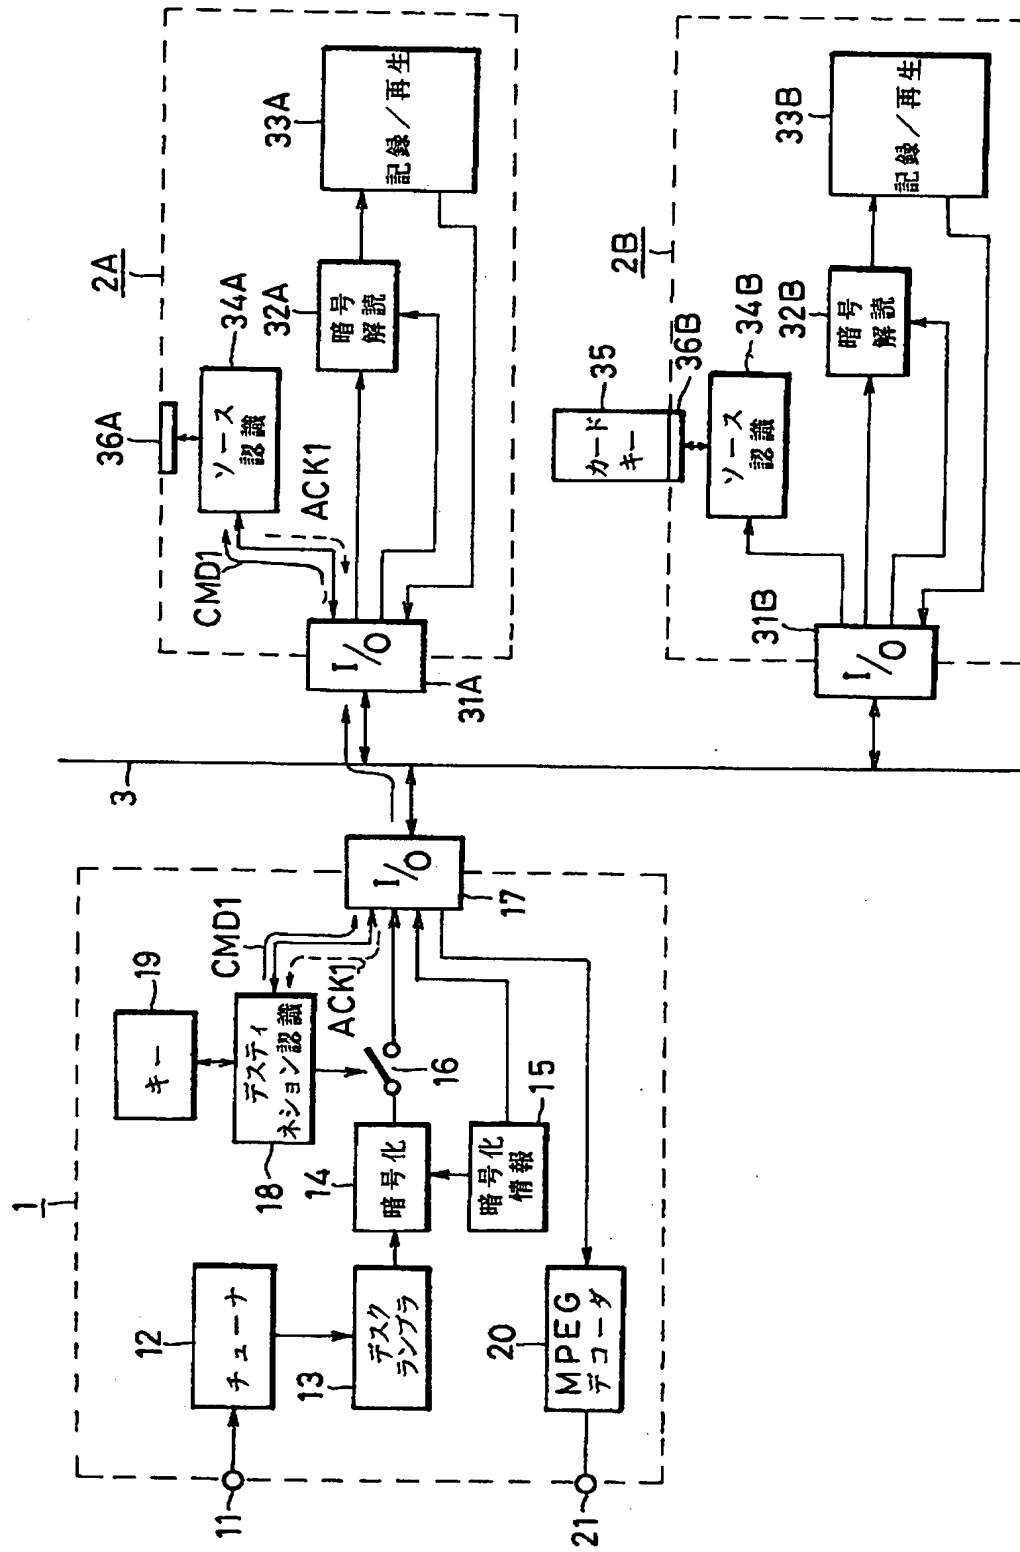 1
11
12
チューナ
13
デスク
ランブラ
14
暗号化
15
暗号化
情報
16
17
I/O
18
デスティ
ネション認識
19
キー
CMD1
ACK1
20
MPEG
デコーダ
21
3
2A
31A
I/O
CMD1
ACK1
36A
34A
ソース
認識
32A
暗号
解読
33A
記録/再生
2B
31B
I/O
35
カード
キー
36B
34B
ソース
認識
32B
暗号
解読
33B
記録/再生